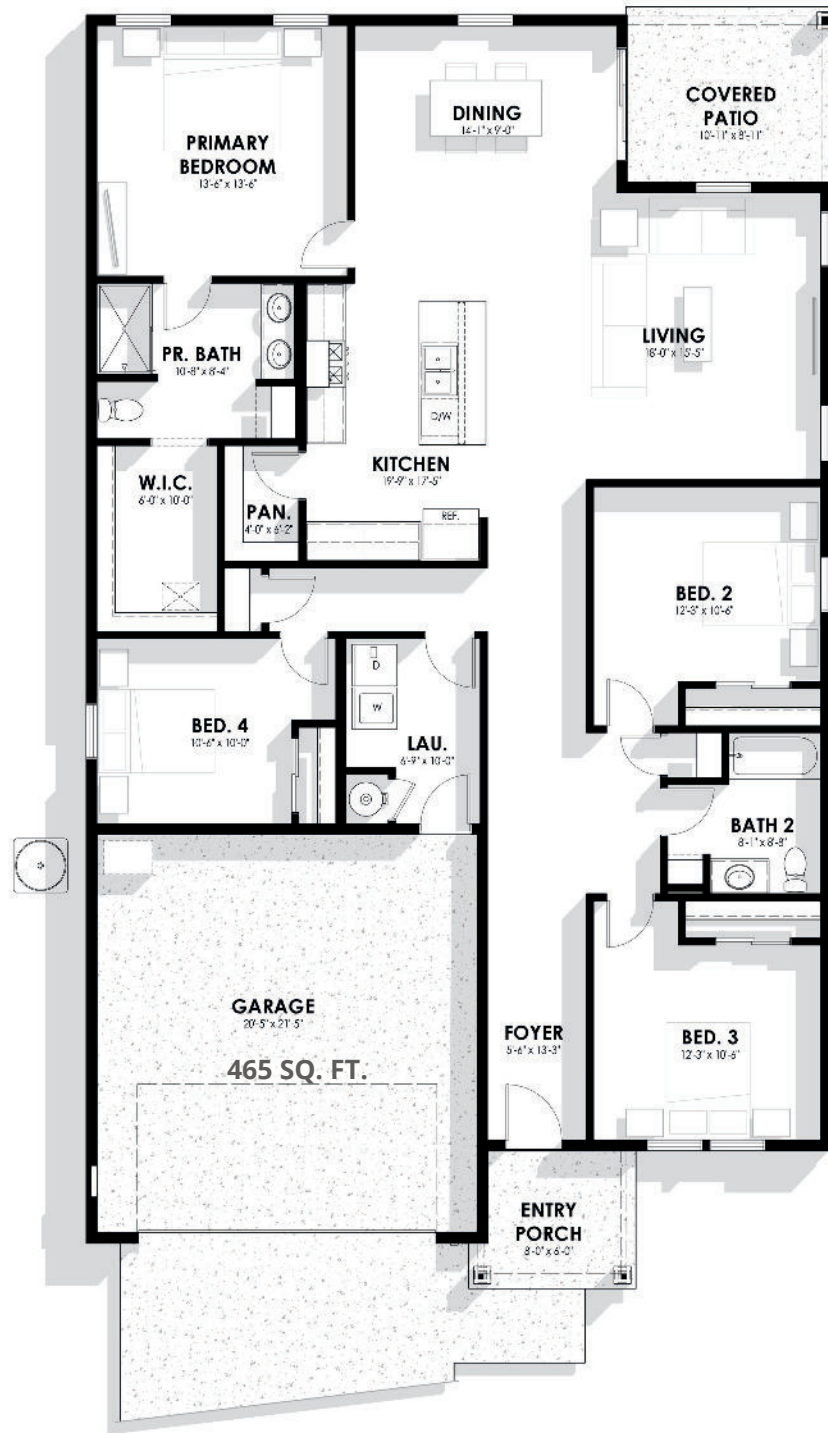 DINING
14'-1" x 9'-0"
COVERED
PATIO
10'-11" x 8'-11"
PRIMARY
BEDROOM
13'-6" x 13'-6"
LIVING
18'-0" x 15'-5"
PR. BATH
10'-8" x 8'-4"
D/W
KITCHEN
19'-9" x 17'-5"
W.I.C.
6'-0" x 10'-0"
PAN.
4'-0" x 6'-2"
REF.
BED. 2
12'-3" x 10'-6"
D
W
BED. 4
10'-6" x 10'-0"
LAU.
6'-9" x 10'-0"
BATH 2
8'-1" x 8'-8"
GARAGE
20'-5" x 21'-5"
465 SQ. FT.
FOYER
5'-6" x 13'-3"
BED. 3
12'-3" x 10'-6"
ENTRY
PORCH
8'-0" x 6'-0"